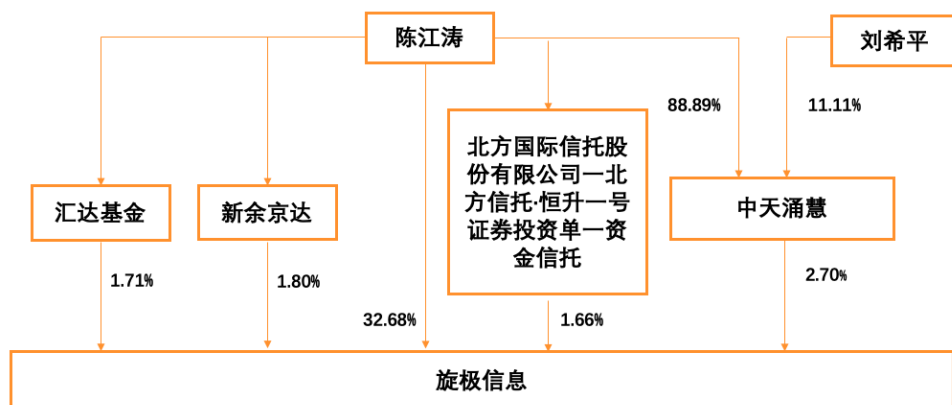 陈江涛
刘希平
88.89%
11.11%
北方国际信托股
份有限公司—北
方信托·恒升一号
证券投资单一资
金信托
汇达基金
新余京达
中天涌慧
1.71%
1.80%
2.70%
32.68%
1.66%
旋极信息